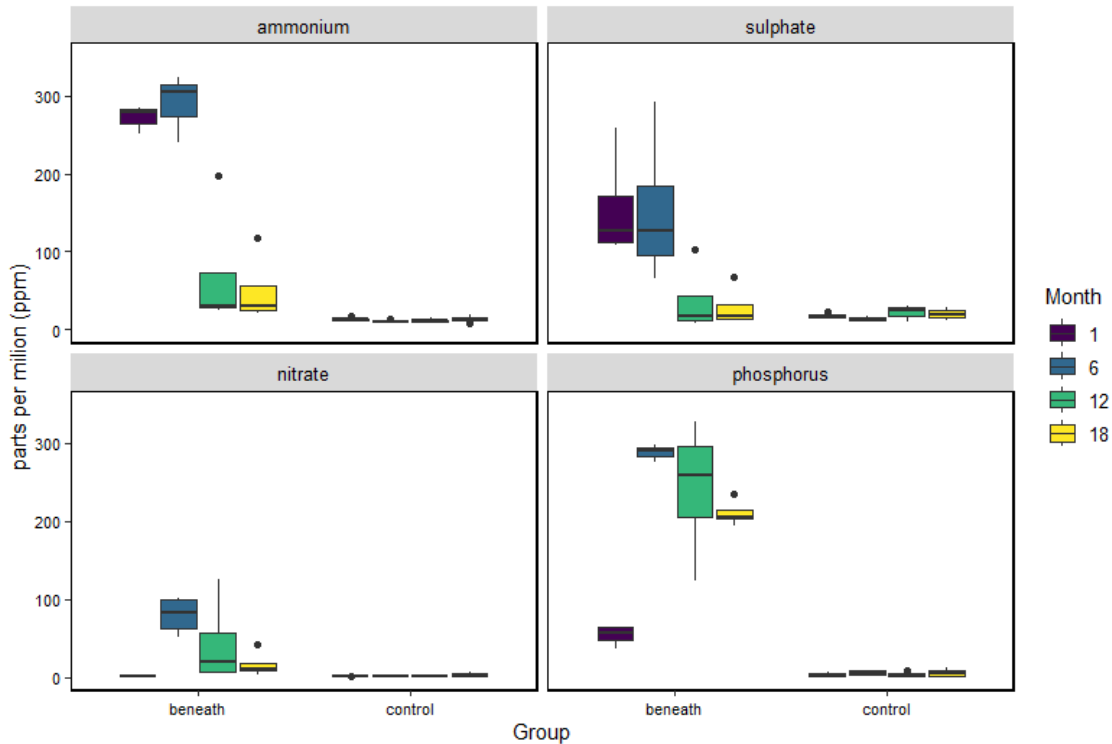 ammonium
sulphate
300
200
100
0
nitrate
phosphorus
300
200
100
0
beneath
control
beneath
control
parts per milion (ppm)
Group
Month
1
6
12
18